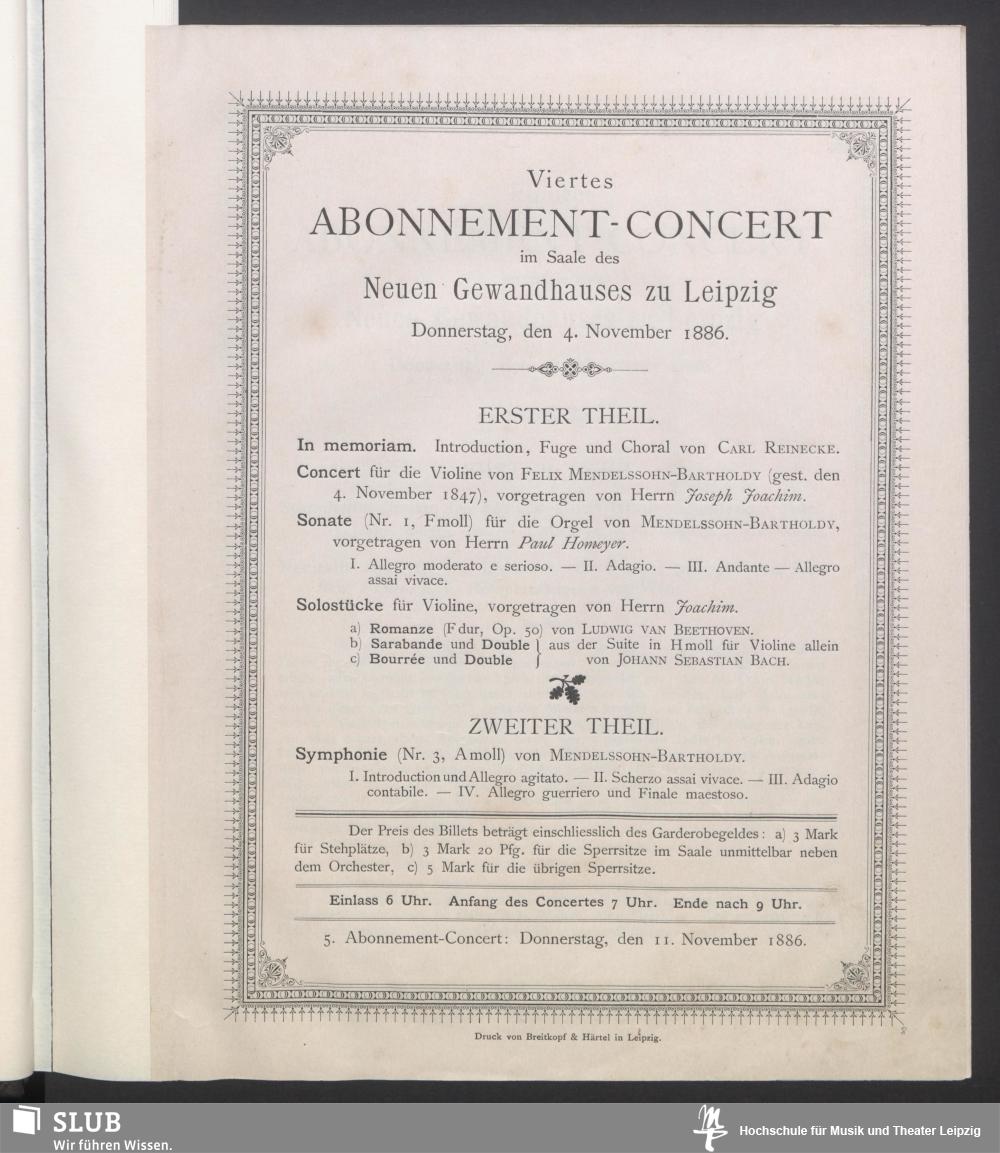 Viertes
ABONNEMENT-CONCERT
im Saale des
Neuen Gewandhauses zu Leipzig
Donnerstag, den 4. November 1886.
ERSTER THEIL.
In memoriam. Introduction, Fuge und Choral von CARL REINECKE.
Concert für die Violine von FELIX MENDELSSOHN-BARTHOLDY (gest. den
4. November 1847), vorgetragen von Herrn Joseph Joachim.
Sonate (Nr. 1, Fmoll) für die Orgel von MENDELSSOHN-BARTHOLDY,
vorgetragen von Herrn Paul Homeyer.
I. Allegro moderato e serioso. — II. Adagio. — III. Andante — Allegro
assai vivace.
Solostücke für Violine, vorgetragen von Herrn Joachim.
a) Romanze (Fdur, Op. 50) von LUDWIG VAN BEETHOVEN.
b) Sarabande und Double } aus der Suite in Hmoll für Violine allein
c) Bourrée und Double } von JOHANN SEBASTIAN BACH.
ZWEITER THEIL.
Symphonie (Nr. 3, Amoll) von MENDELSSOHN-BARTHOLDY.
I. Introduction und Allegro agitato. — II. Scherzo assai vivace. — III. Adagio
contabile. — IV. Allegro guerriero und Finale maestoso.
Der Preis des Billets beträgt einschliesslich des Garderobegeldes: a) 3 Mark
für Stehplätze, b) 3 Mark 20 Pfg. für die Sperrsitze im Saale unmittelbar neben
dem Orchester, c) 5 Mark für die übrigen Sperrsitze.
Einlass 6 Uhr. Anfang des Concertes 7 Uhr. Ende nach 9 Uhr.
5. Abonnement-Concert: Donnerstag, den 11. November 1886.
Druck von Breitkopf & Härtel in Leipzig.
SLUB
Wir führen Wissen.
Hochschule für Musik und Theater Leipzig